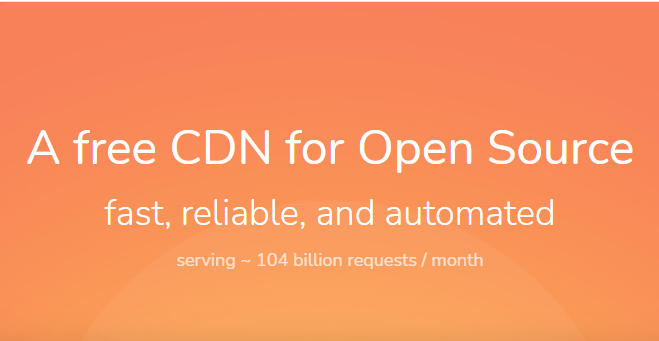 A free CDN for Open Source
fast, reliable, and automated
serving ~ 104 billion requests / month